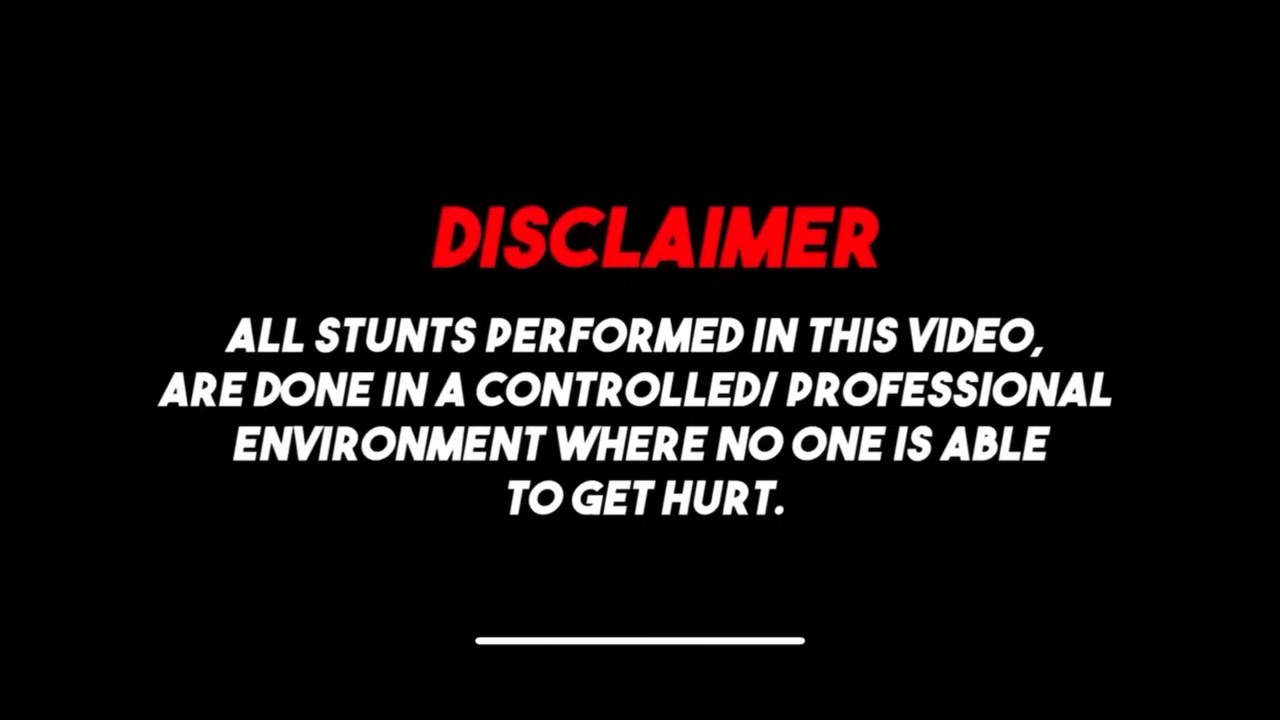 DISCLAIMER
ALL STUNTS PERFORMED IN THIS VIDEO,
ARE DONE IN A CONTROLLED/ PROFESSIONAL
ENVIRONMENT WHERE NO ONE IS ABLE
TO GET HURT.